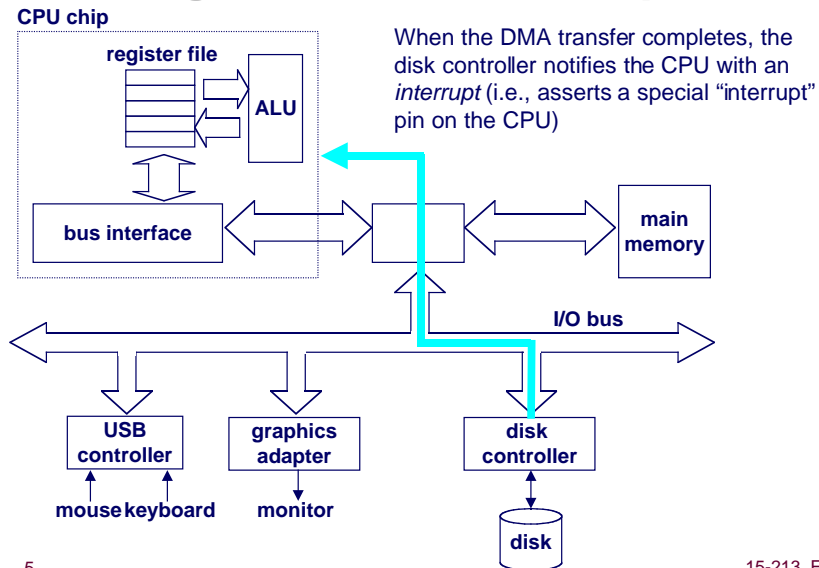 CPU chip
register file
ALU
When the DMA transfer completes, the
disk controller notifies the CPU with an
interrupt (i.e., asserts a special “interrupt”
pin on the CPU)
bus interface
main
memory
I/O bus
USB
controller
graphics
adapter
disk
controller
mouse keyboard
monitor
disk
15-213